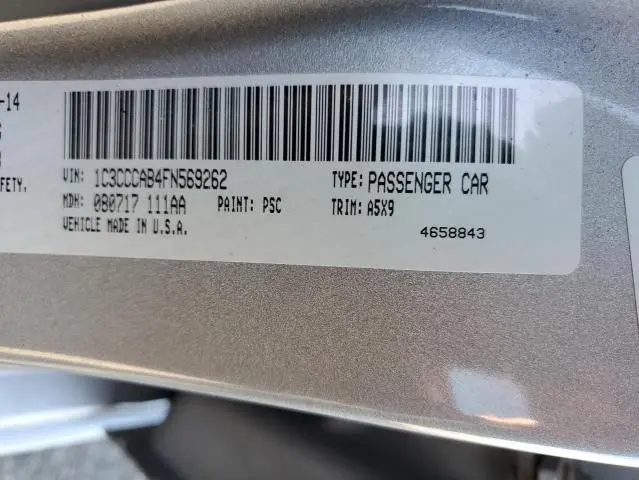 -14
VIN: 1C3CCCAB4FN569262 TYPE: PASSENGER CAR
FETY,
MDH: 080717 111AA PAINT: PSC TRIM: A5X9
VEHICLE MADE IN U.S.A.
4658843